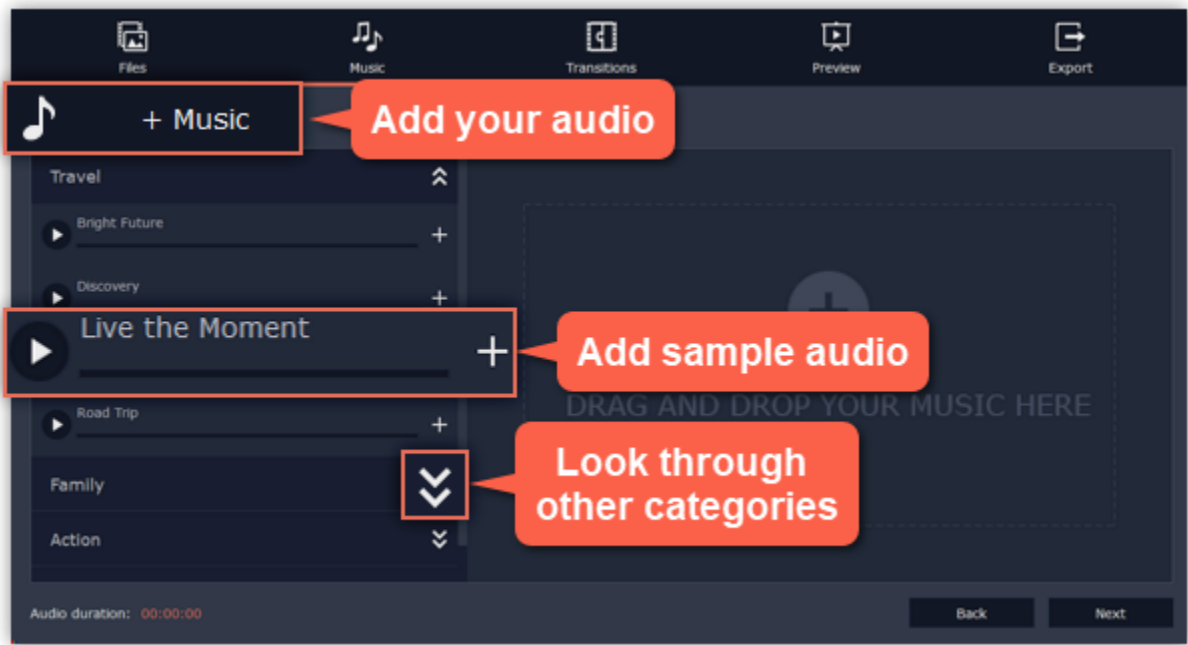 Files
Music
Transitions
Preview
Export
+ Music
Add your audio
Travel
Bright Future
Discovery
Live the Moment
Add sample audio
DRAG AND DROP YOUR MUSIC HERE
Road Trip
Look through
other categories
Family
Action
Audio duration: 00:00:00
Back
Next